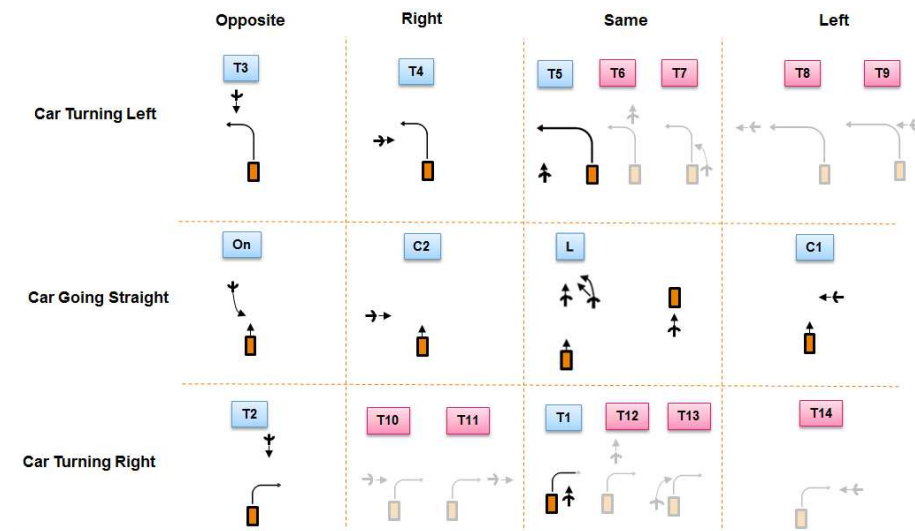 Opposite Right Same Left
T3 T4 T5 T6 T7 T8 T9
Car Turning Left
On C2 L C1
Car Going Straight
T2 T10 T11 T1 T12 T13 T14
Car Turning Right